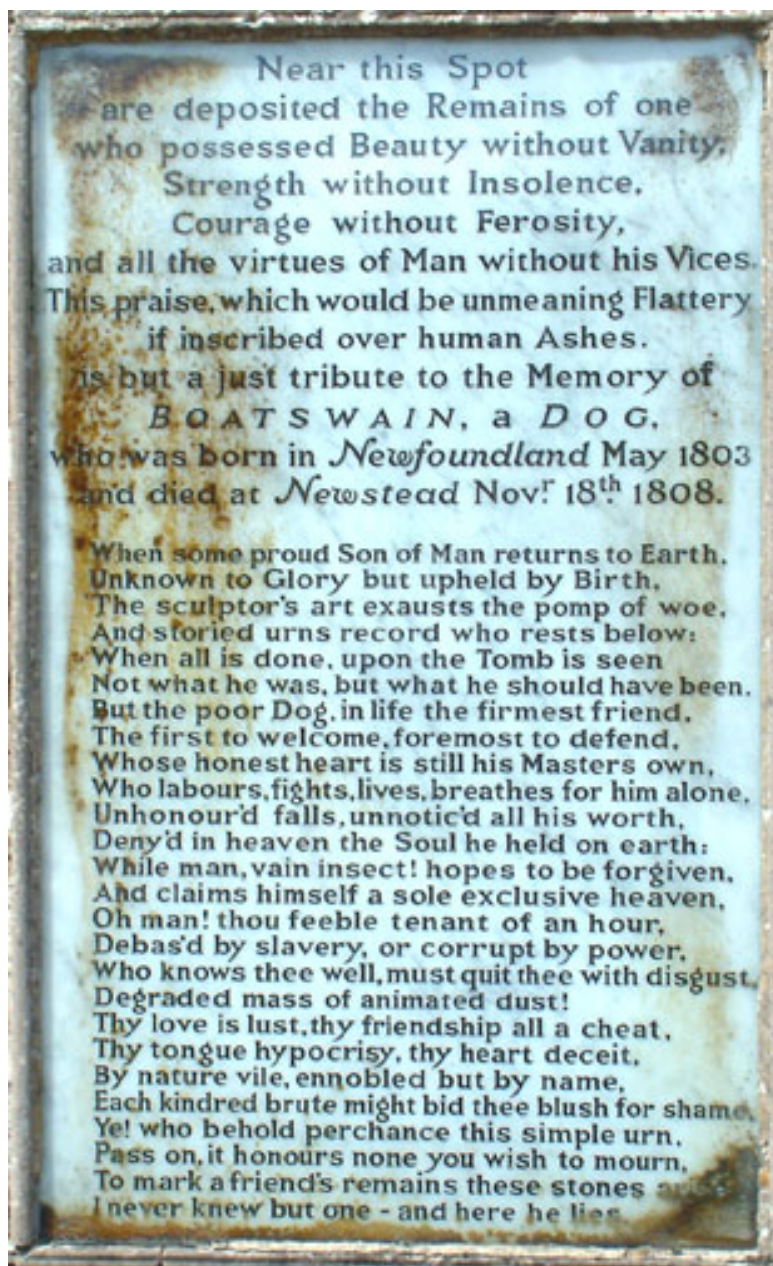 Near this Spot
are deposited the Remains of one
who possessed Beauty without Vanity,
Strength without Insolence,
Courage without Ferosity,
and all the virtues of Man without his Vices.
This praise, which would be unmeaning Flattery
if inscribed over human Ashes.
is but a just tribute to the Memory of
BOATSWAIN, a DOG,
who was born in Newfoundland May 1803
and died at Newstead Novr. 18th. 1808.
When some proud Son of Man returns to Earth,
Unknown to Glory but upheld by Birth,
The sculptor's art exausts the pomp of woe,
And storied urns record who rests below:
When all is done, upon the Tomb is seen
Not what he was, but what he should have been.
But the poor Dog, in life the firmest friend,
The first to welcome, foremost to defend,
Whose honest heart is still his Masters own,
Who labours, fights, lives, breathes for him alone,
Unhonour'd falls, unnotic'd all his worth,
Deny'd in heaven the Soul he held on earth:
While man, vain insect! hopes to be forgiven,
And claims himself a sole exclusive heaven,
Oh man! thou feeble tenant of an hour,
Debas'd by slavery, or corrupt by power,
Who knows thee well, must quit thee with disgust,
Degraded mass of animated dust!
Thy love is lust, thy friendship all a cheat,
Thy tongue hypocrisy, thy heart deceit,
By nature vile, ennobled but by name,
Each kindred brute might bid thee blush for shame,
Ye! who behold perchance this simple urn,
Pass on, it honours none you wish to mourn,
To mark a friend's remains these stones
I never knew but one - and here he lies.